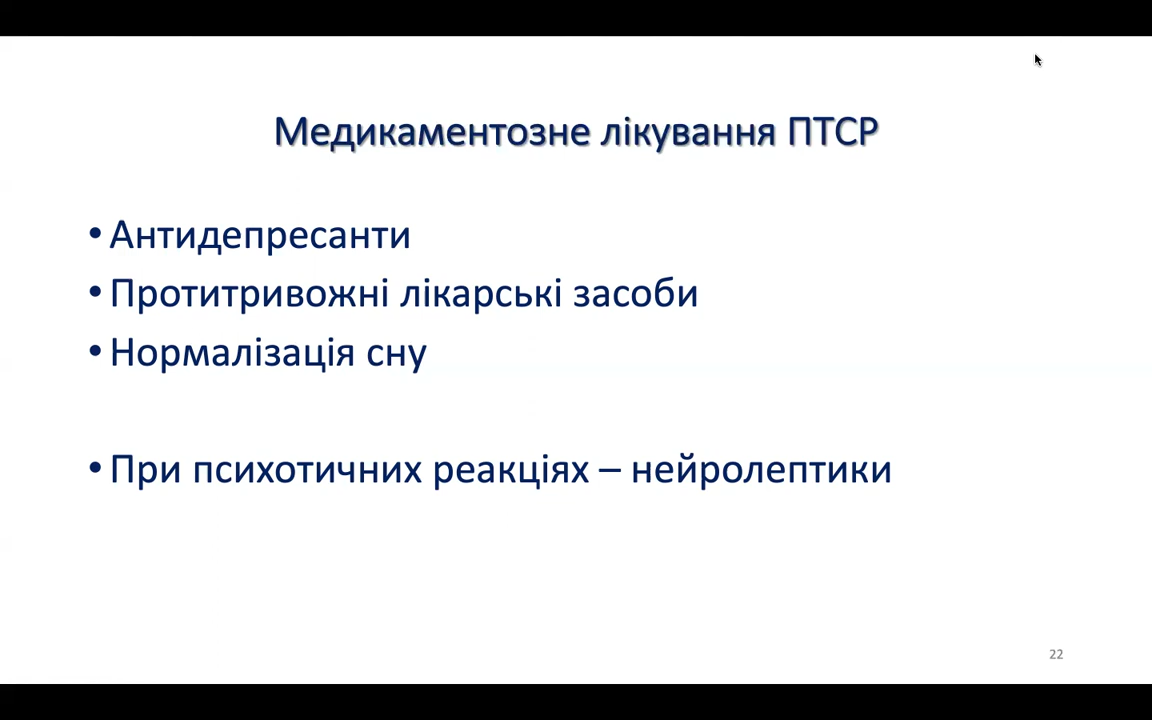 Медикаментозне лікування ПТСР
• Антидепресанти
• Протитривожні лікарські засоби
• Нормалізація сну
• При психотичних реакціях – нейролептики
22